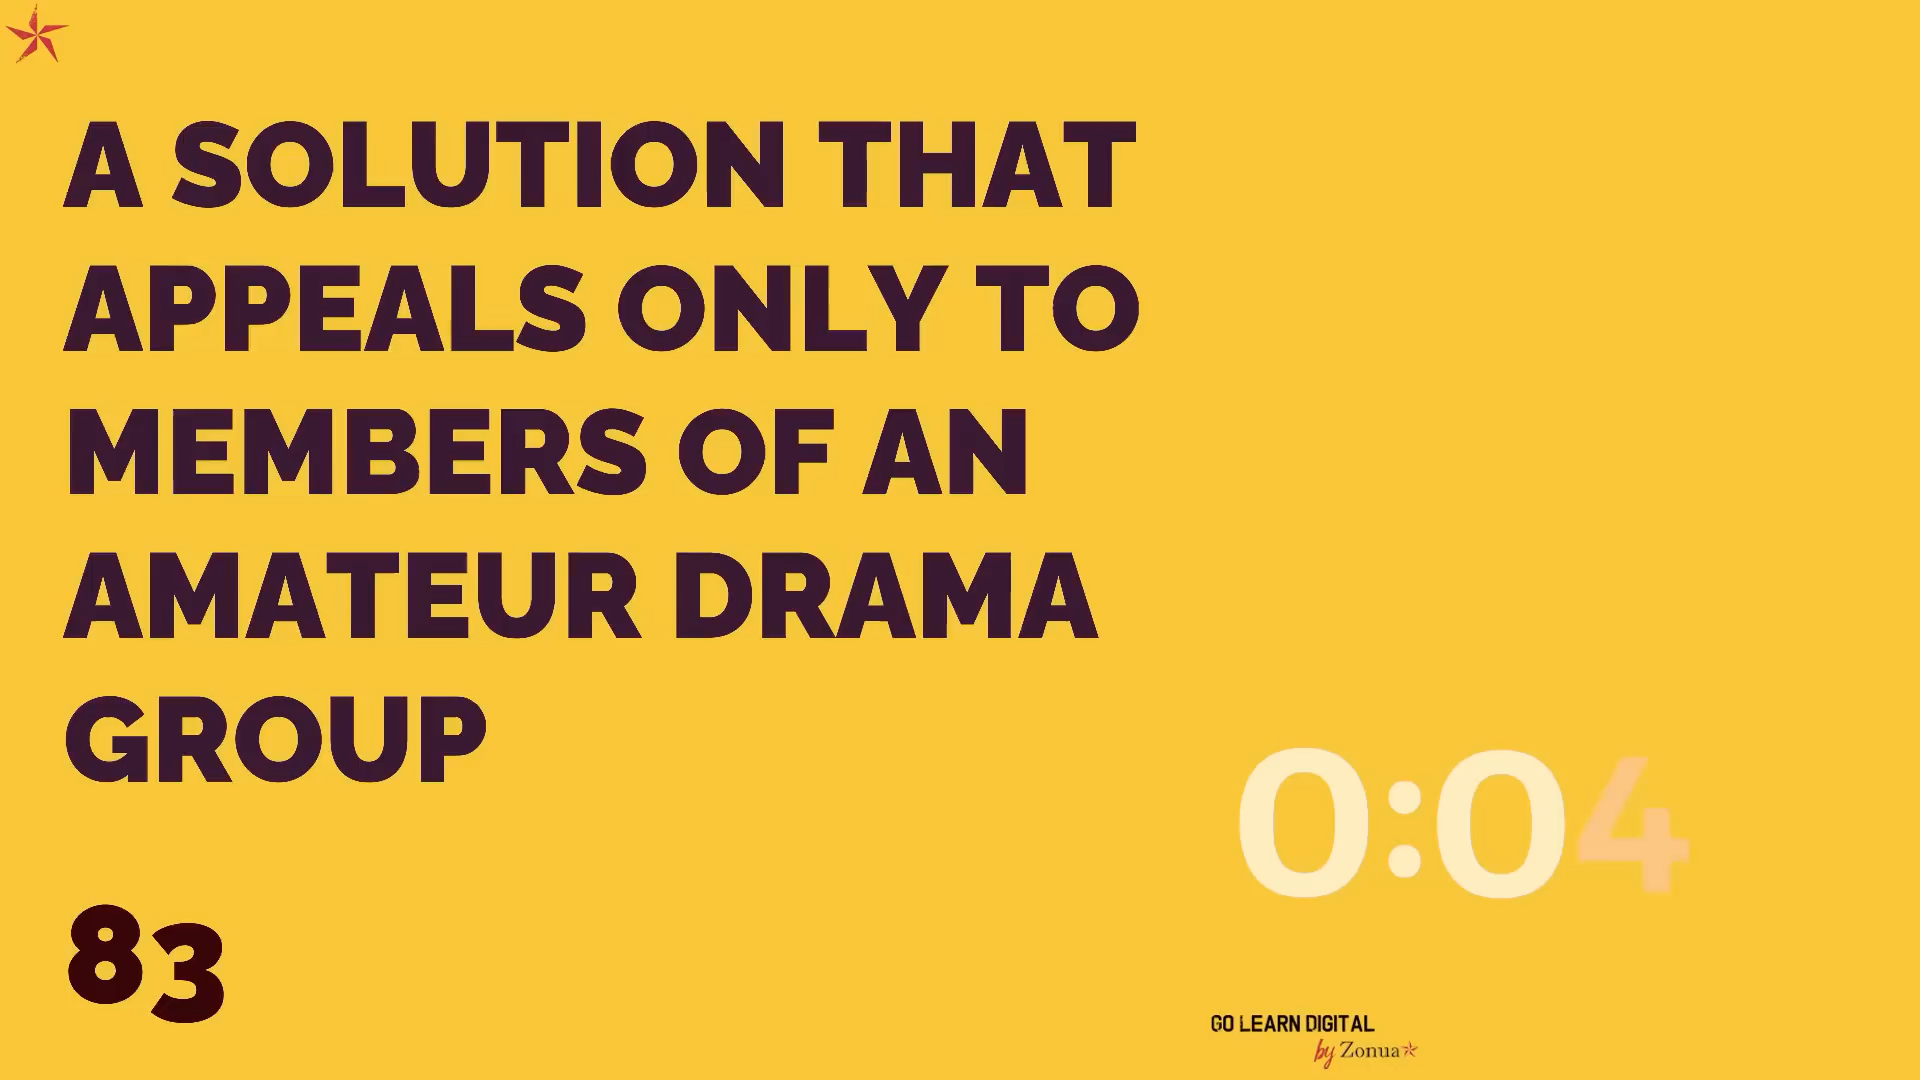 A SOLUTION THAT
APPEALS ONLY TO
MEMBERS OF AN
AMATEUR DRAMA
GROUP
0:04
83
GO LEARN DIGITAL
by Zonua